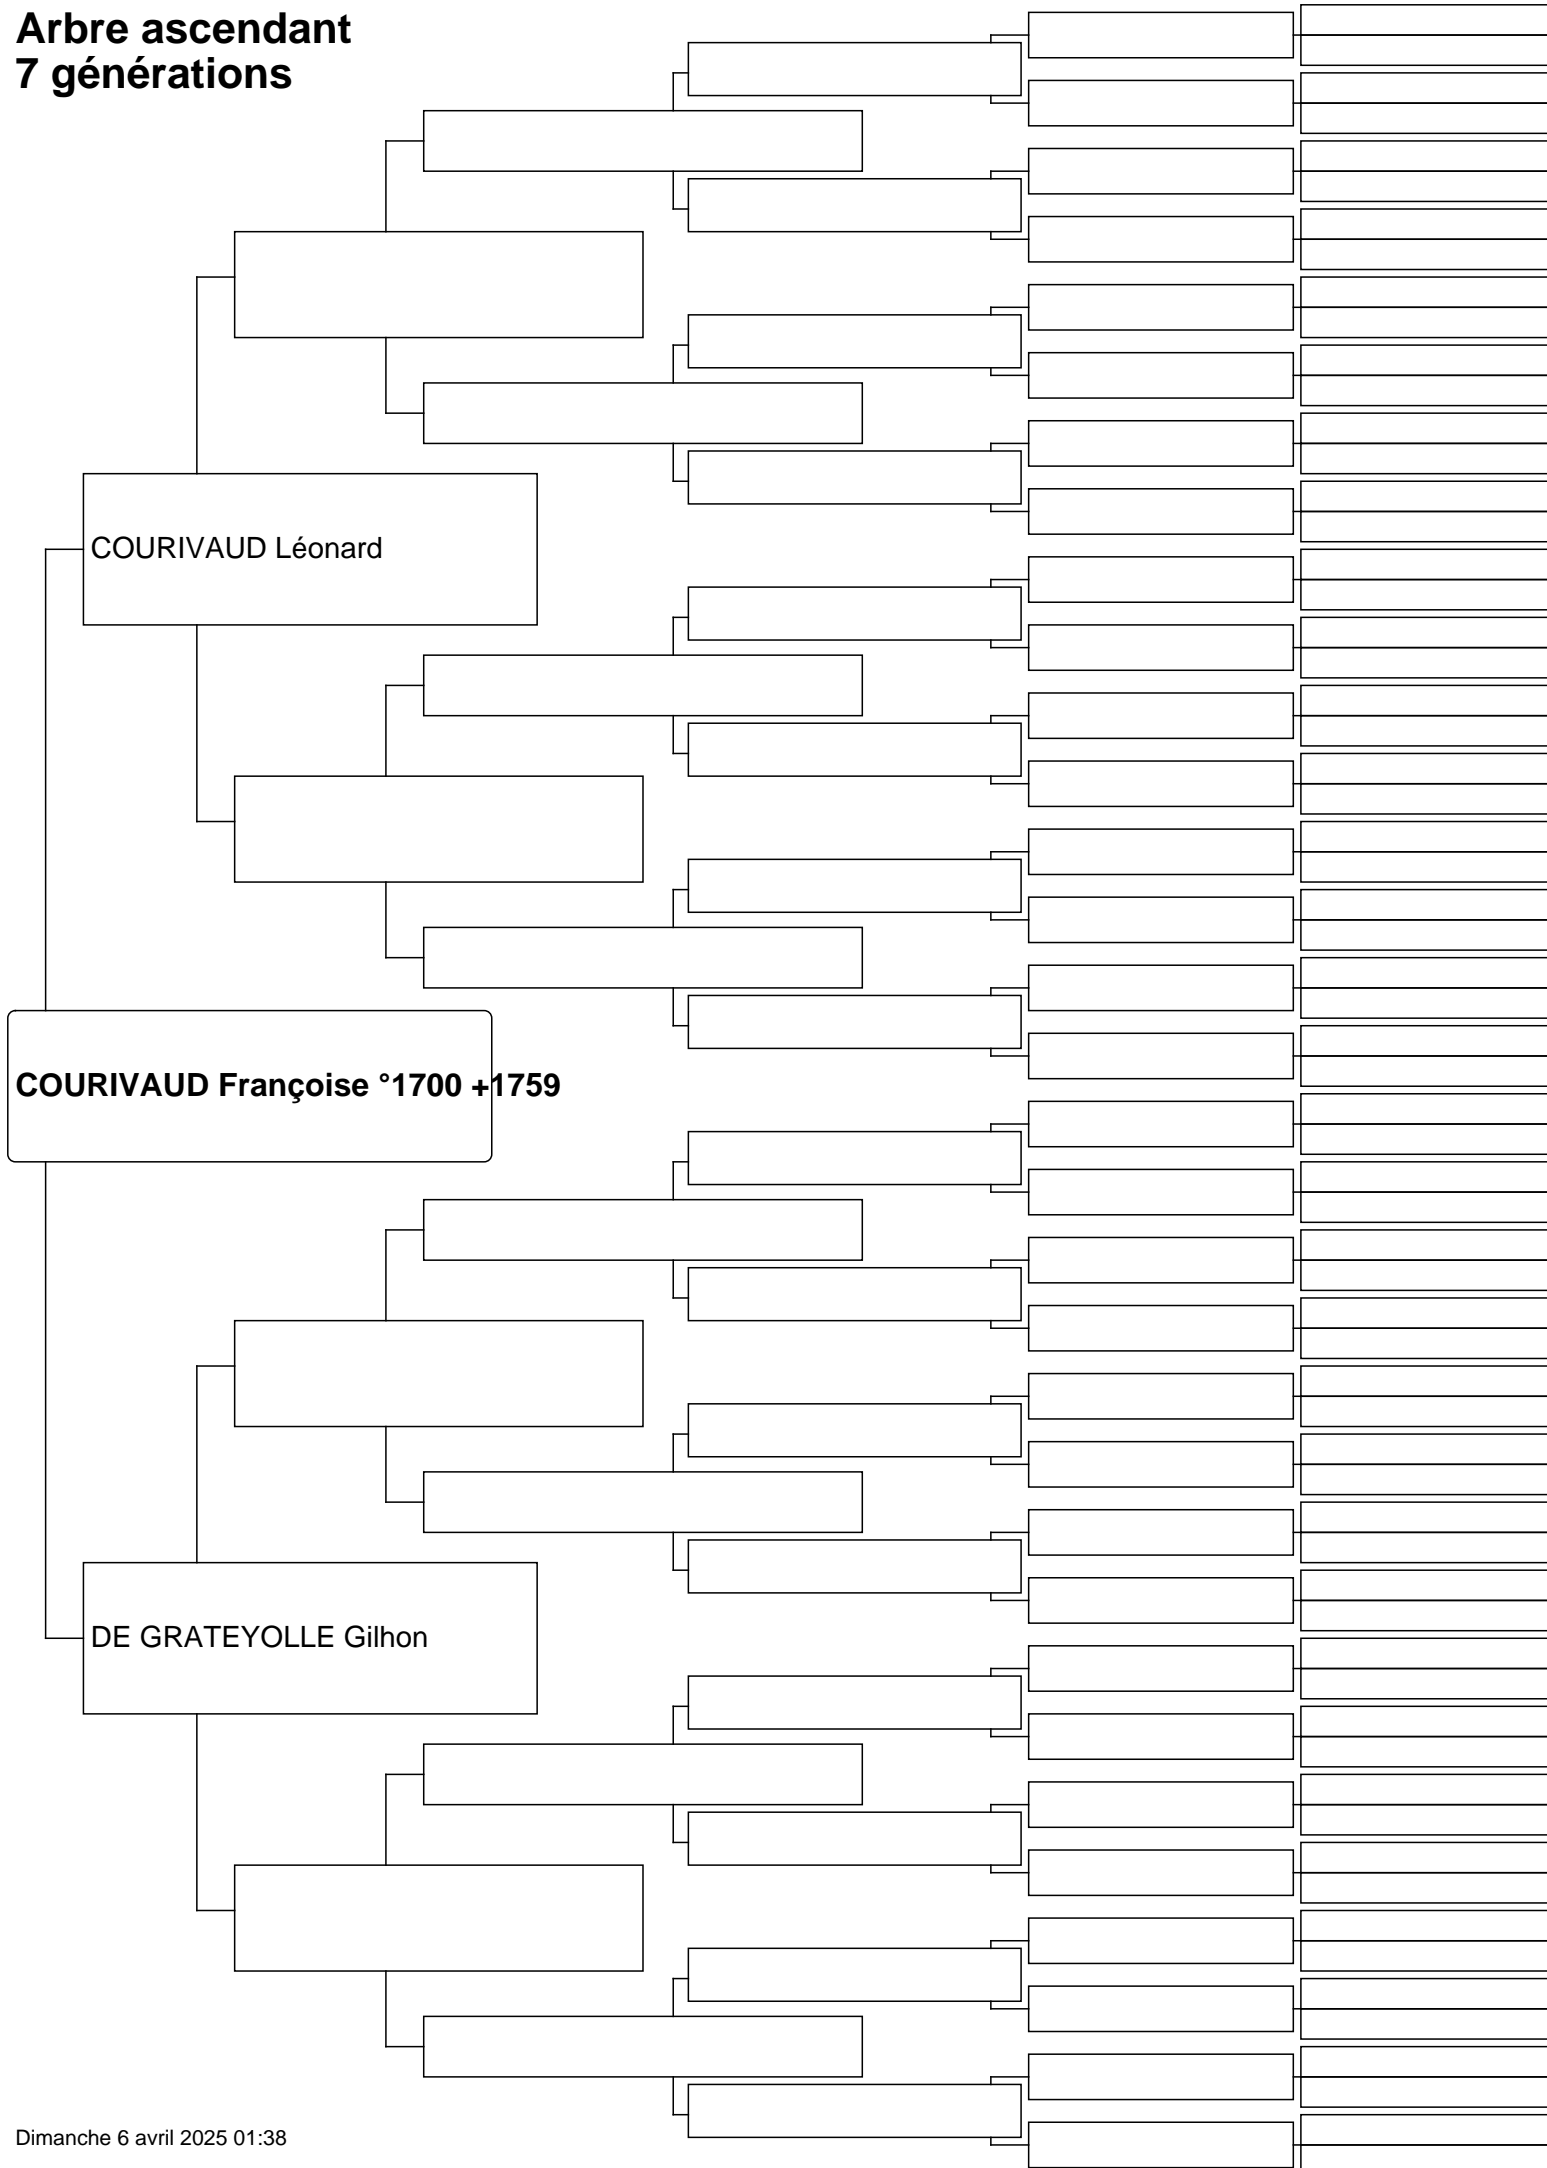 Arbre ascendant
7 générations
COURIVAUD Léonard
COURIVAUD Françoise °1700 +1759
DE GRATEYOLLE Gilhon
Dimanche 6 avril 2025 01:38